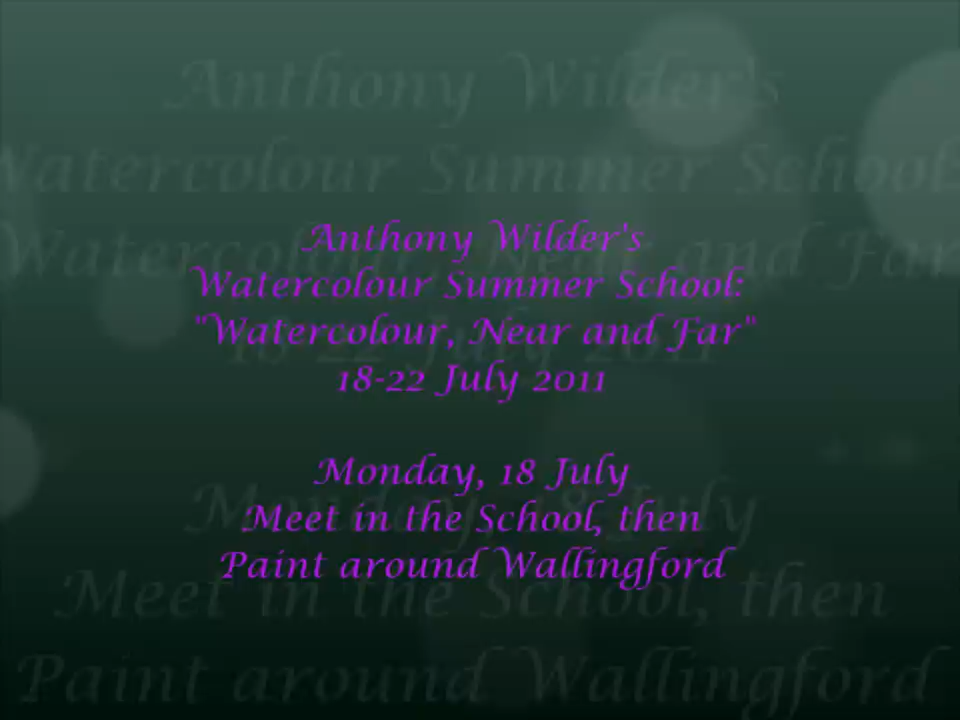 Anthony Wilder's
Watercolour Summer School:
"Watercolour, Near and Far"
18-22 July 2011
Monday, 18 July
Meet in the School, then
Paint around Wallingford